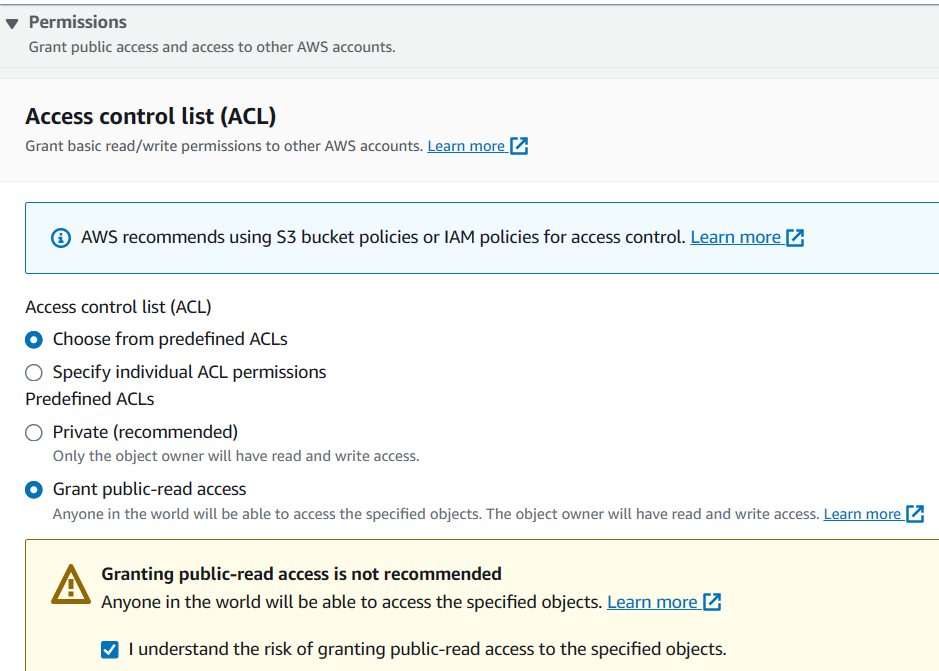 Permissions
Grant public access and access to other AWS accounts.
Access control list (ACL)
Grant basic read/write permissions to other AWS accounts. Learn more
AWS recommends using S3 bucket policies or IAM policies for access control. Learn more
Access control list (ACL)
Choose from predefined ACLs
Specify individual ACL permissions
Predefined ACLs
Private (recommended)
Only the object owner will have read and write access.
Grant public-read access
Anyone in the world will be able to access the specified objects. The object owner will have read and write access. Learn more
Granting public-read access is not recommended
Anyone in the world will be able to access the specified objects. Learn more
I understand the risk of granting public-read access to the specified objects.